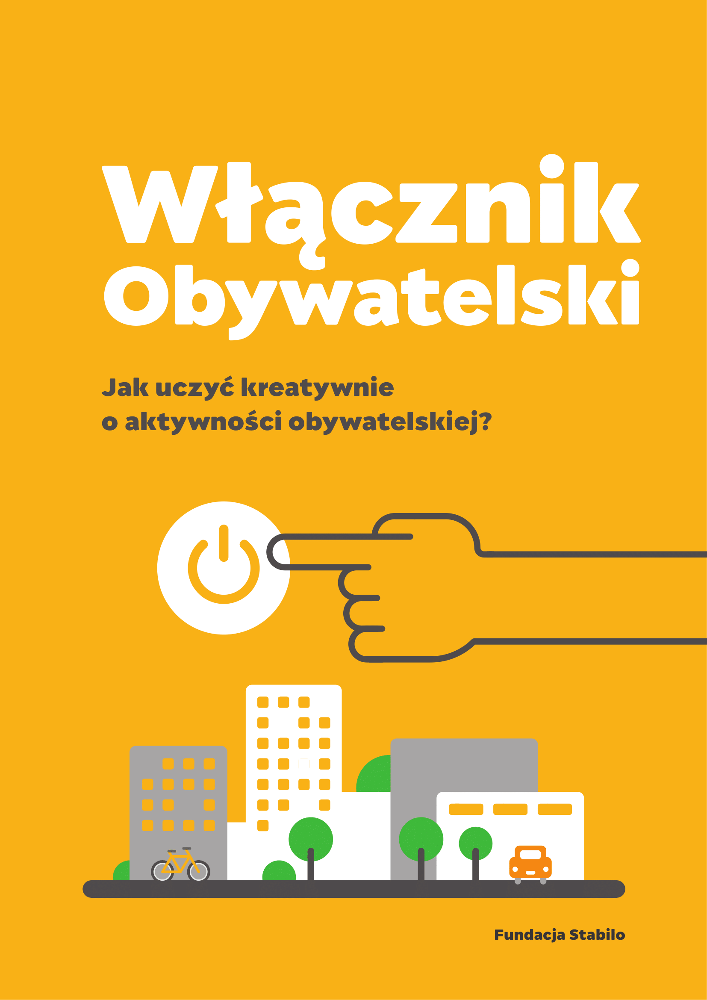 Włącznik
Obywatelski
Jak uczyć kreatywnie
o aktywności obywatelskiej?
Fundacja Stabilo